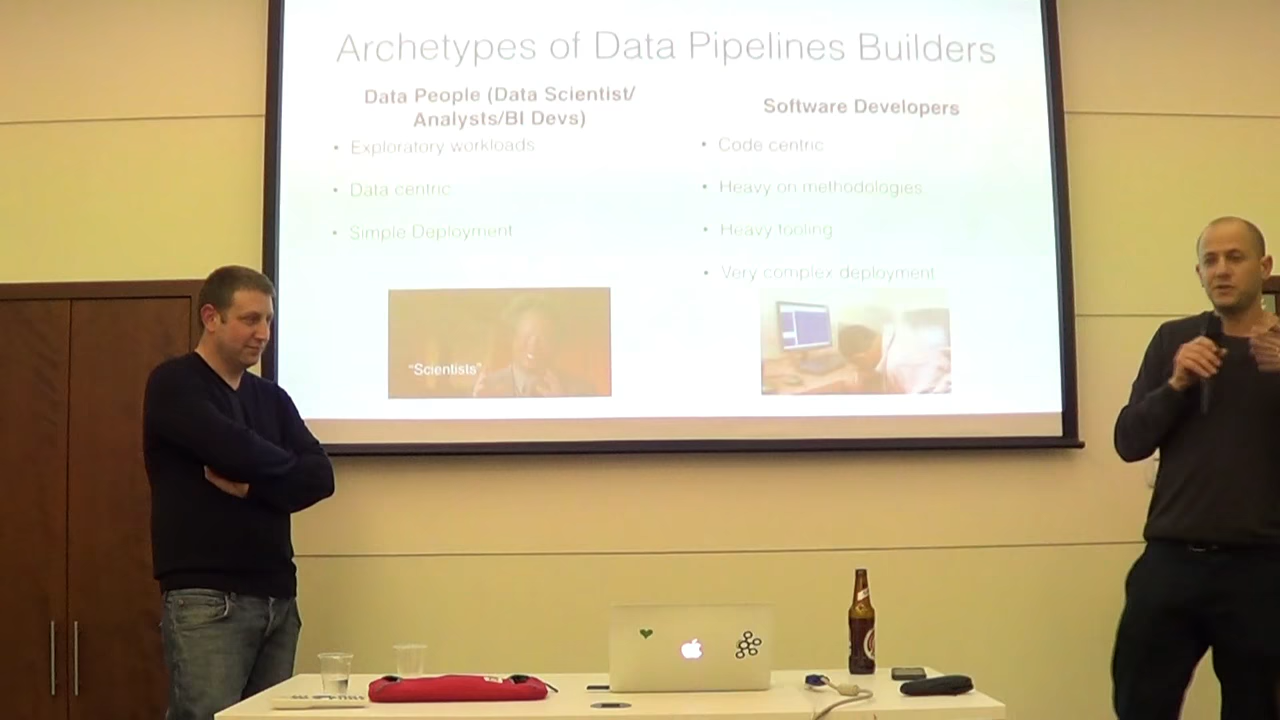 Archetypes of Data Pipelines Builders
Data People (Data Scientist/
Analysts/BI Devs)
• Exploratory workloads
• Data centric
• Simple Deployment
"Scientists"
Software Developers
• Code centric
• Heavy on methodologies
• Heavy tooling
• Very complex deployment